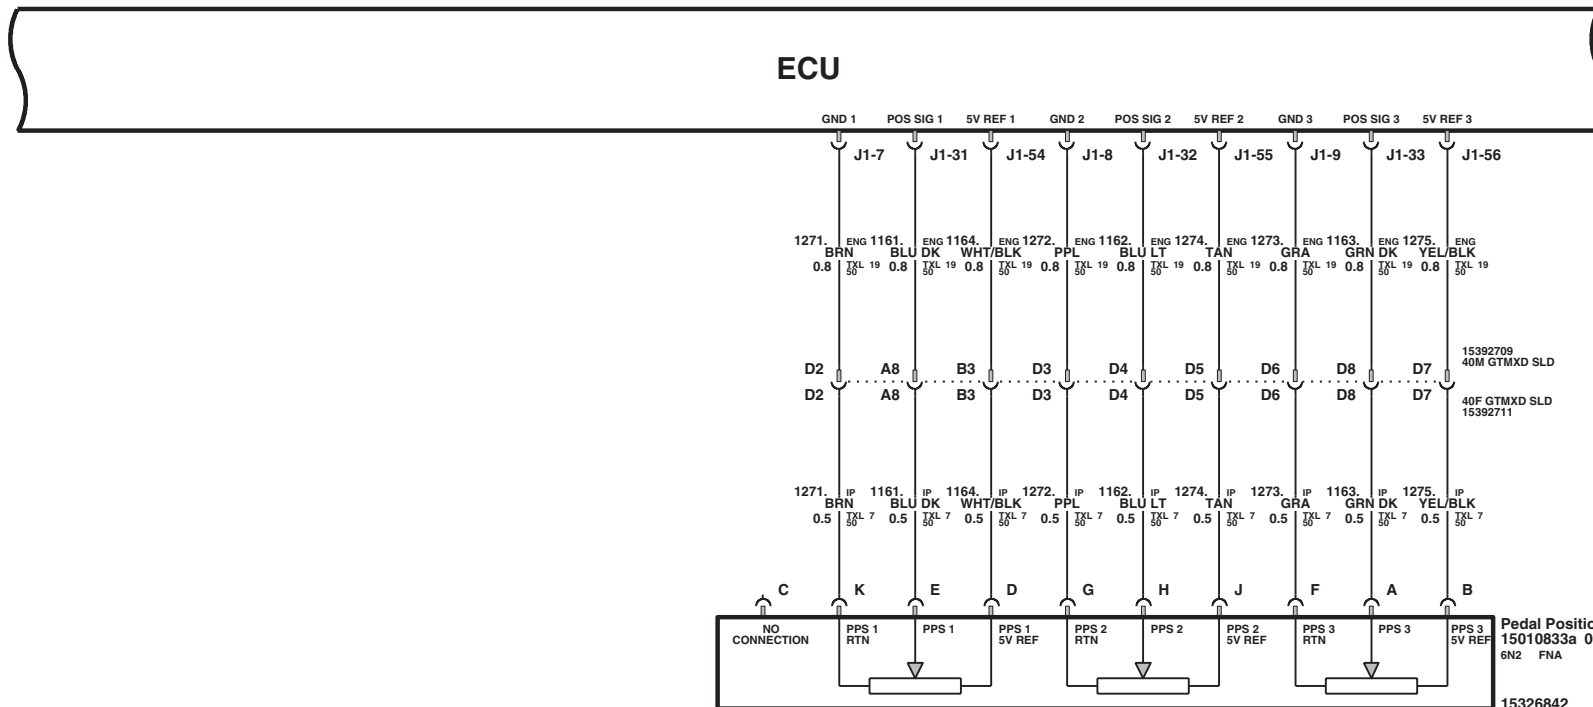 ECU
GND 1 POS SIG 1 5V REF 1 GND 2 POS SIG 2 5V REF 2 GND 3 POS SIG 3 5V REF 3
J1-7 J1-31 J1-54 J1-8 J1-32 J1-55 J1-9 J1-33 J1-56
1271. ENG 1161. ENG 1164. ENG 1272. ENG 1162. ENG 1274. ENG 1273. ENG 1163. ENG 1275. ENG
BRN BLU DK WHT/BLK PPL BLU LT TAN GRA GRN DK YEL/BLK
0.8 TXL 19 0.8 TXL 19 0.8 TXL 19 0.8 TXL 19 0.8 TXL 19 0.8 TXL 19 0.8 TXL 19 0.8 TXL 19 0.8 TXL 19
50 50 50 50 50 50 50 50 50
15392709
40M GTMXD SLD
D2 A8 B3 D3 D4 D5 D6 D8 D7
D2 A8 B3 D3 D4 D5 D6 D8 D7
40F GTMXD SLD
15392711
1271. IP 1161. IP 1164. IP 1272. IP 1162. IP 1274. IP 1273. IP 1163. IP 1275. IP
BRN BLU DK WHT/BLK PPL BLU LT TAN GRA GRN DK YEL/BLK
0.5 TXL 7 0.5 TXL 7 0.5 TXL 7 0.5 TXL 7 0.5 TXL 7 0.5 TXL 7 0.5 TXL 7 0.5 TXL 7 0.5 TXL 7
50 50 50 50 50 50 50 50 50
C K E D G H J F A B
NO PPS 1 PPS 1 PPS 1 PPS 2 PPS 2 PPS 2 PPS 3 PPS 3 PPS 3
CONNECTION RTN 5V REF RTN 5V REF RTN 5V REF
Pedal Positio
15010833a 0
6N2 FNA
15326842